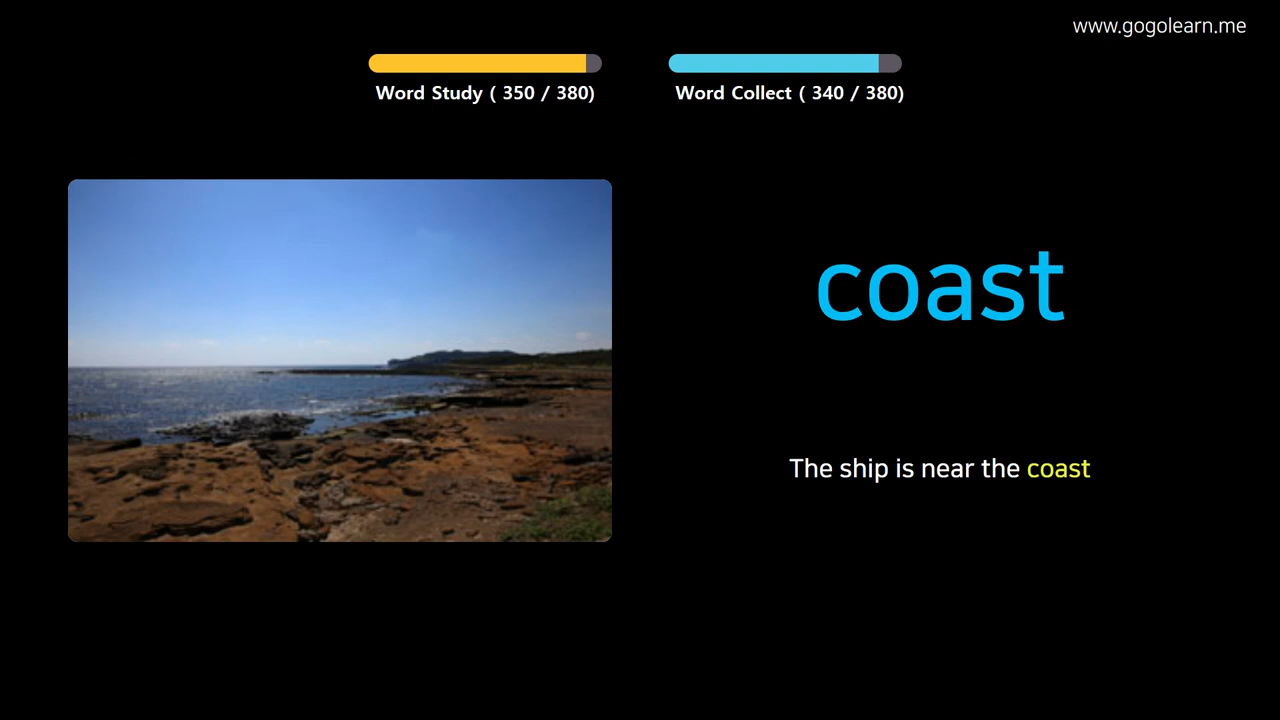 www.gogolearn.me
Word Study ( 350 / 380)
Word Collect ( 340 / 380)
coast
The ship is near the coast